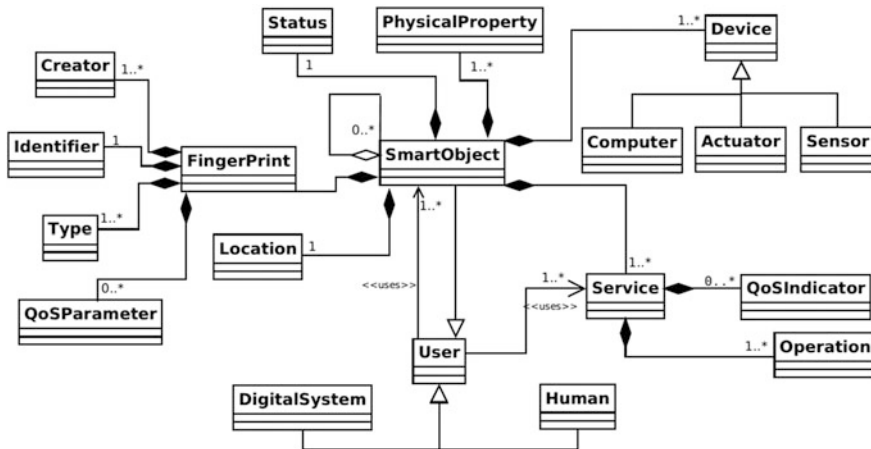 Status
PhysicalProperty
1..*
Device
Creator
1..*
1
1..*
Identifier
1
FingerPrint
0..*
SmartObject
Computer
Actuator
Sensor
Type
1..*
1..*
Location
1
1..*
0..*
<<uses>>
1..*
<<uses>>
Service
0..*
QoSIndicator
QoSParameter
User
1..*
Operation
DigitalSystem
Human